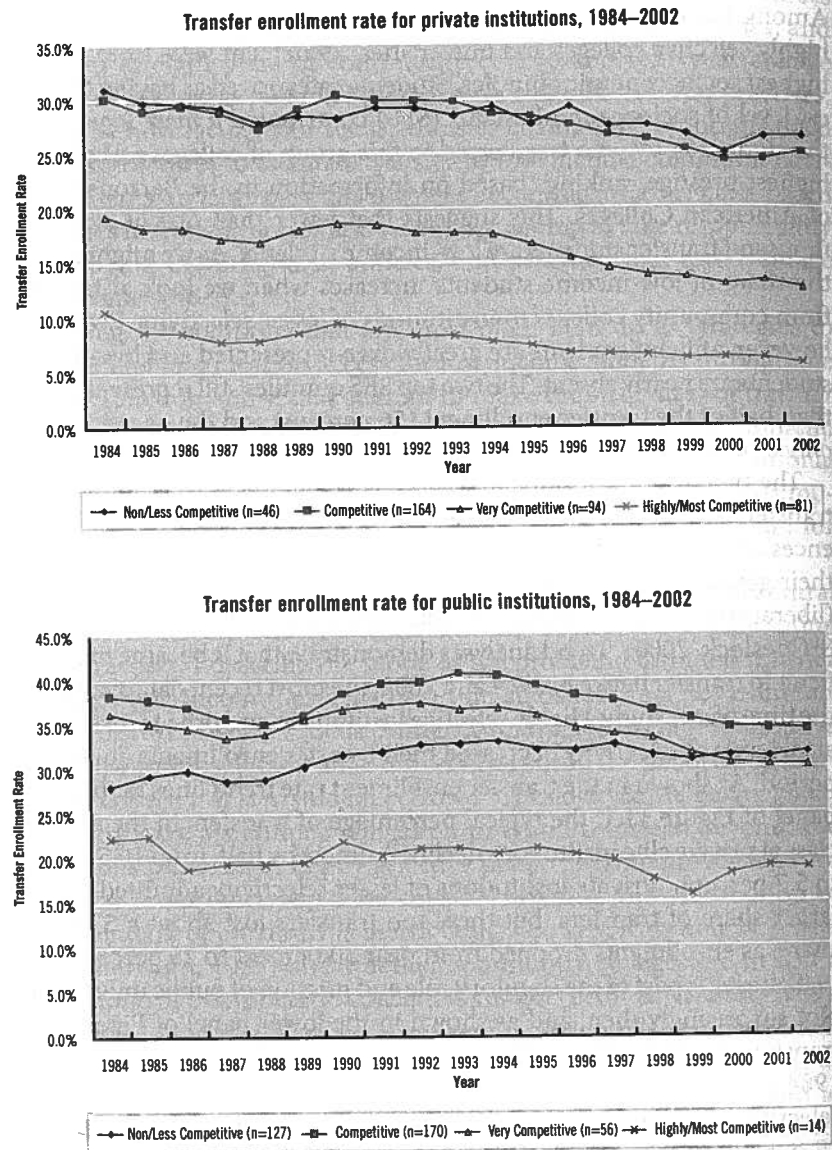 Transfer enrollment rate for private institutions, 1984–2002
35.0%
30.0%
25.0%
20.0%
15.0%
10.0%
5.0%
0.0%
Transfer Enrollment Rate
1984 1985 1986 1987 1988 1989 1990 1991 1992 1993 1994 1995 1996 1997 1998 1999 2000 2001 2002
Year
Non/Less Competitive (n=46) Competitive (n=164) Very Competitive (n=94) Highly/Most Competitive (n=81)
Transfer enrollment rate for public institutions, 1984–2002
45.0%
40.0%
35.0%
30.0%
25.0%
20.0%
15.0%
10.0%
5.0%
0.0%
Transfer Enrollment Rate
1984 1985 1986 1987 1988 1989 1990 1991 1992 1993 1994 1995 1996 1997 1998 1999 2000 2001 2002
Year
Non/Less Competitive (n=127) Competitive (n=170) Very Competitive (n=56) Highly/Most Competitive (n=14)